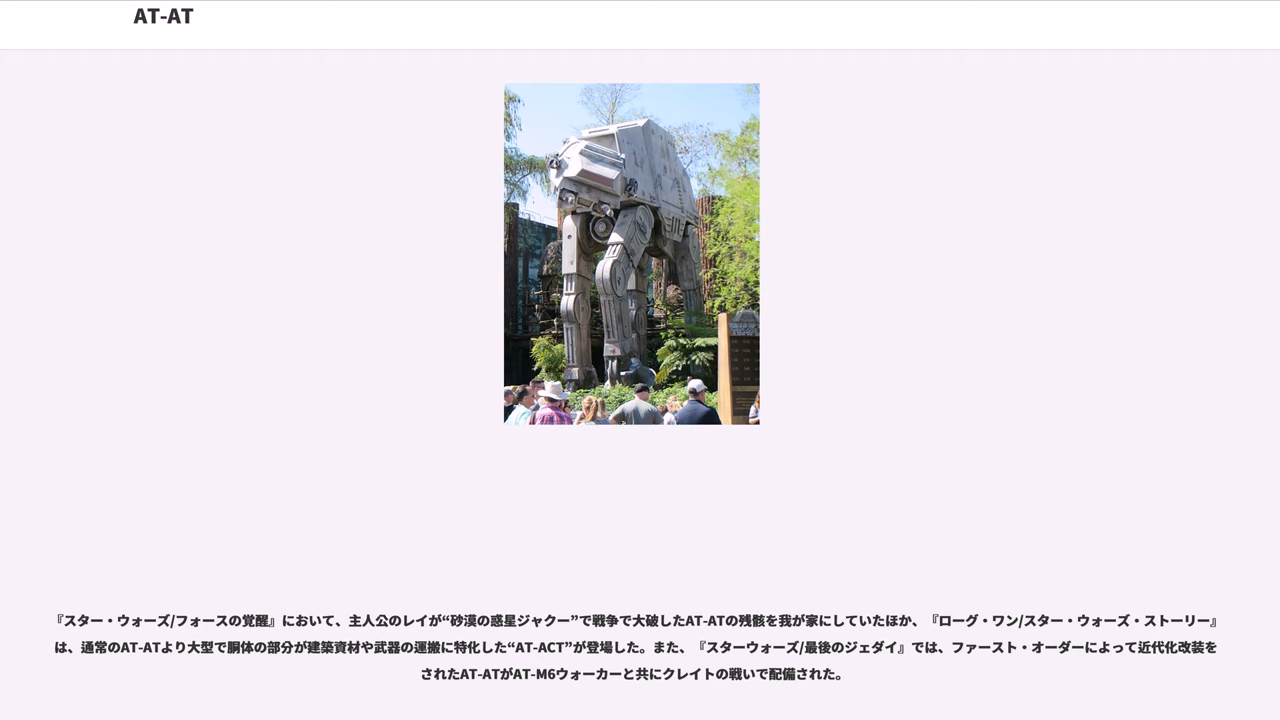 AT-AT
『スター・ウォーズ/フォースの覚醒』において、主人公のレイが“砂漠の惑星ジャクー”で戦争で大破したAT-ATの残骸を我が家にしていたほか、『ローグ・ワン/スター・ウォーズ・ストーリー』
は、通常のAT-ATより大型で胴体の部分が建築資材や武器の運搬に特化した“AT-ACT”が登場した。また、『スターウォーズ/最後のジェダイ』では、ファースト・オーダーによって近代化改装を
されたAT-ATがAT-M6ウォーカーと共にクレイトの戦いで配備された。